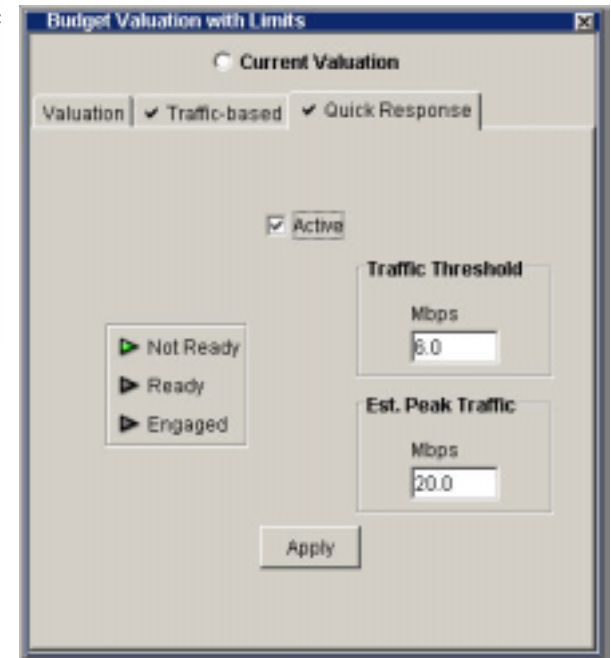 Budget Valuation with Limits
Current Valuation
Valuation
Traffic-based
Quick Response
Active
Traffic Threshold
Mbps
6.0
Not Ready
Ready
Engaged
Est. Peak Traffic
Mbps
20.0
Apply